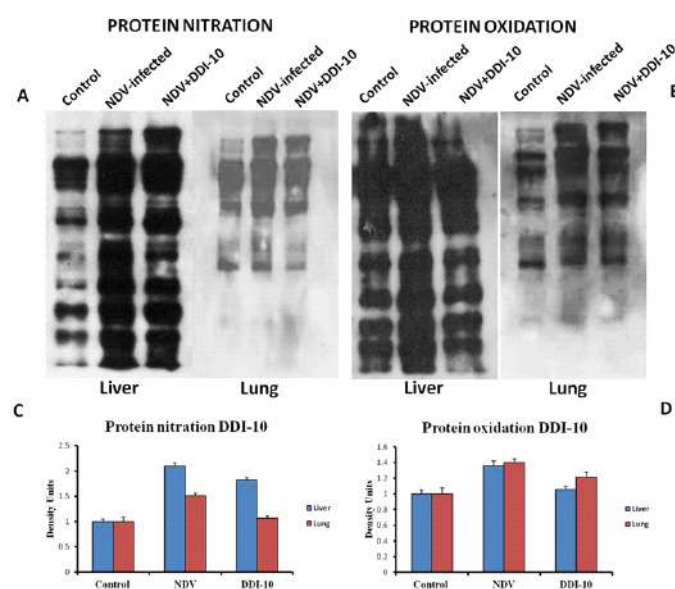 PROTEIN NITRATION
PROTEIN OXIDATION
A
Control
NDV-infected
NDV+DDI-10
Control
NDV-infected
NDV+DDI-10
Control
NDV-infected
NDV+DDI-10
Control
NDV-infected
NDV+DDI-10
Liver
Lung
Liver
Lung
C
D
Protein nitration DDI-10
Density Units
2.5
2
1.5
1
0.5
0
Control
NDV
DDI-10
Liver
Lung
Protein oxidation DDI-10
Density Units
1.6
1.4
1.2
1
0.8
0.6
0.4
0.2
0
Control
NDV
DDI-10
Liver
Lung